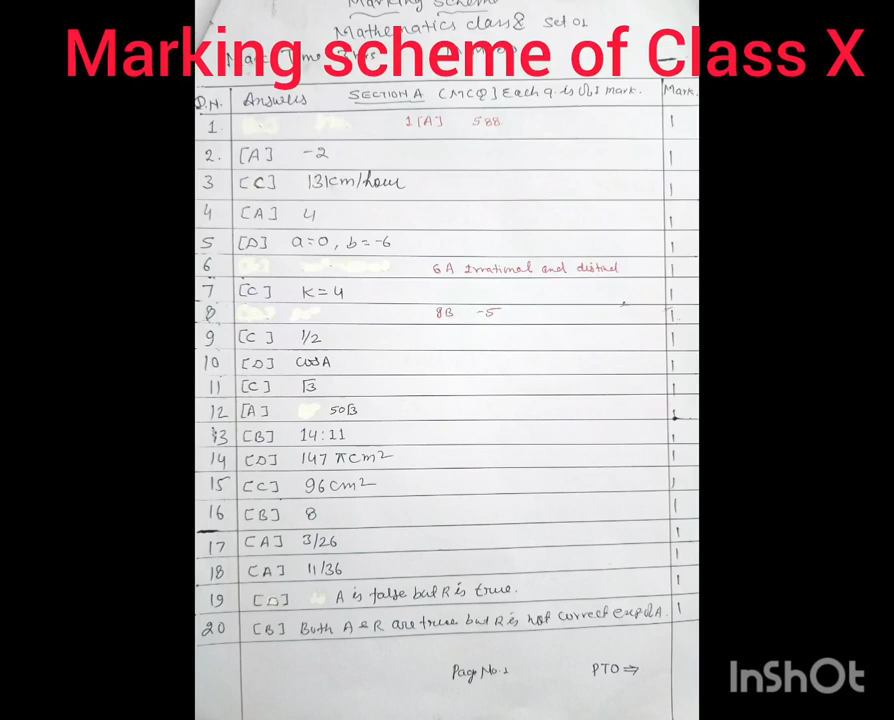 Marking scheme
Mathematics class 8 Set 01
Marking scheme of Class X
Q.N. Answers SECTION A (MCQ) Each q. is of 1 mark. Mark.
1. 1 [A] 588 1
2. [A] -2 1
3 [C] 131km/hour 1
4 [A] 4 1
5 [D] a=0, b=-6 1
6 6 A Irrational and distinct 1
7 [C] K=4 1
8 8B -5 1.
9 [C] 1/2 1
10 [D] cosA 1
11 [C] √3 1
12 [A] 50√3 1
13 [B] 14:11 1
14 [D] 147 πcm2 1
15 [C] 96cm2 1
16 [B] 8 1
17 [A] 3/26 1
18 [A] 11/36 1
19 [D] A is false but R is true. 1
20 [B] Both A & R are true but R is not correct exp of A. 1
Page No. 1 PTO⇒
InShOt